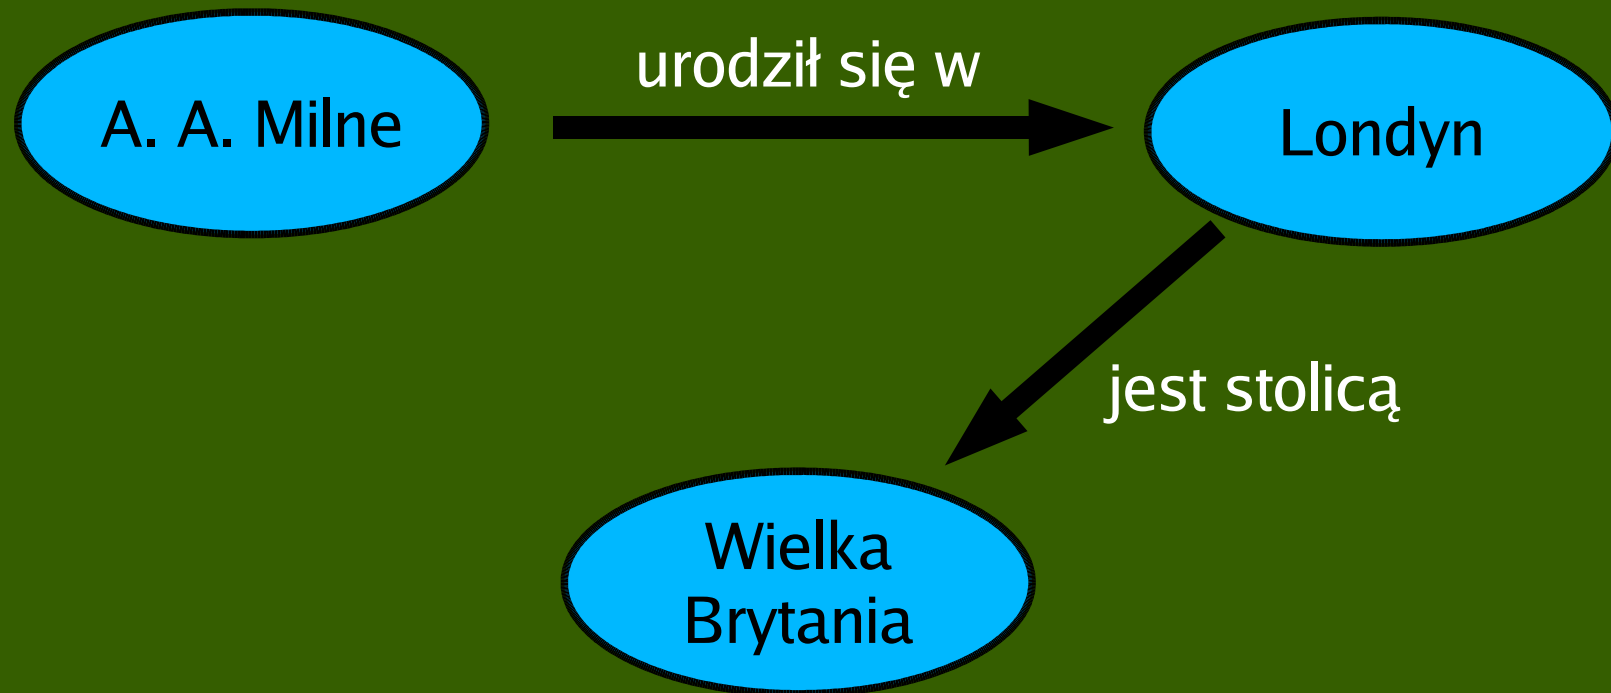 urodził się w
A. A. Milne
Londyn
jest stolicą
Wielka
Brytania